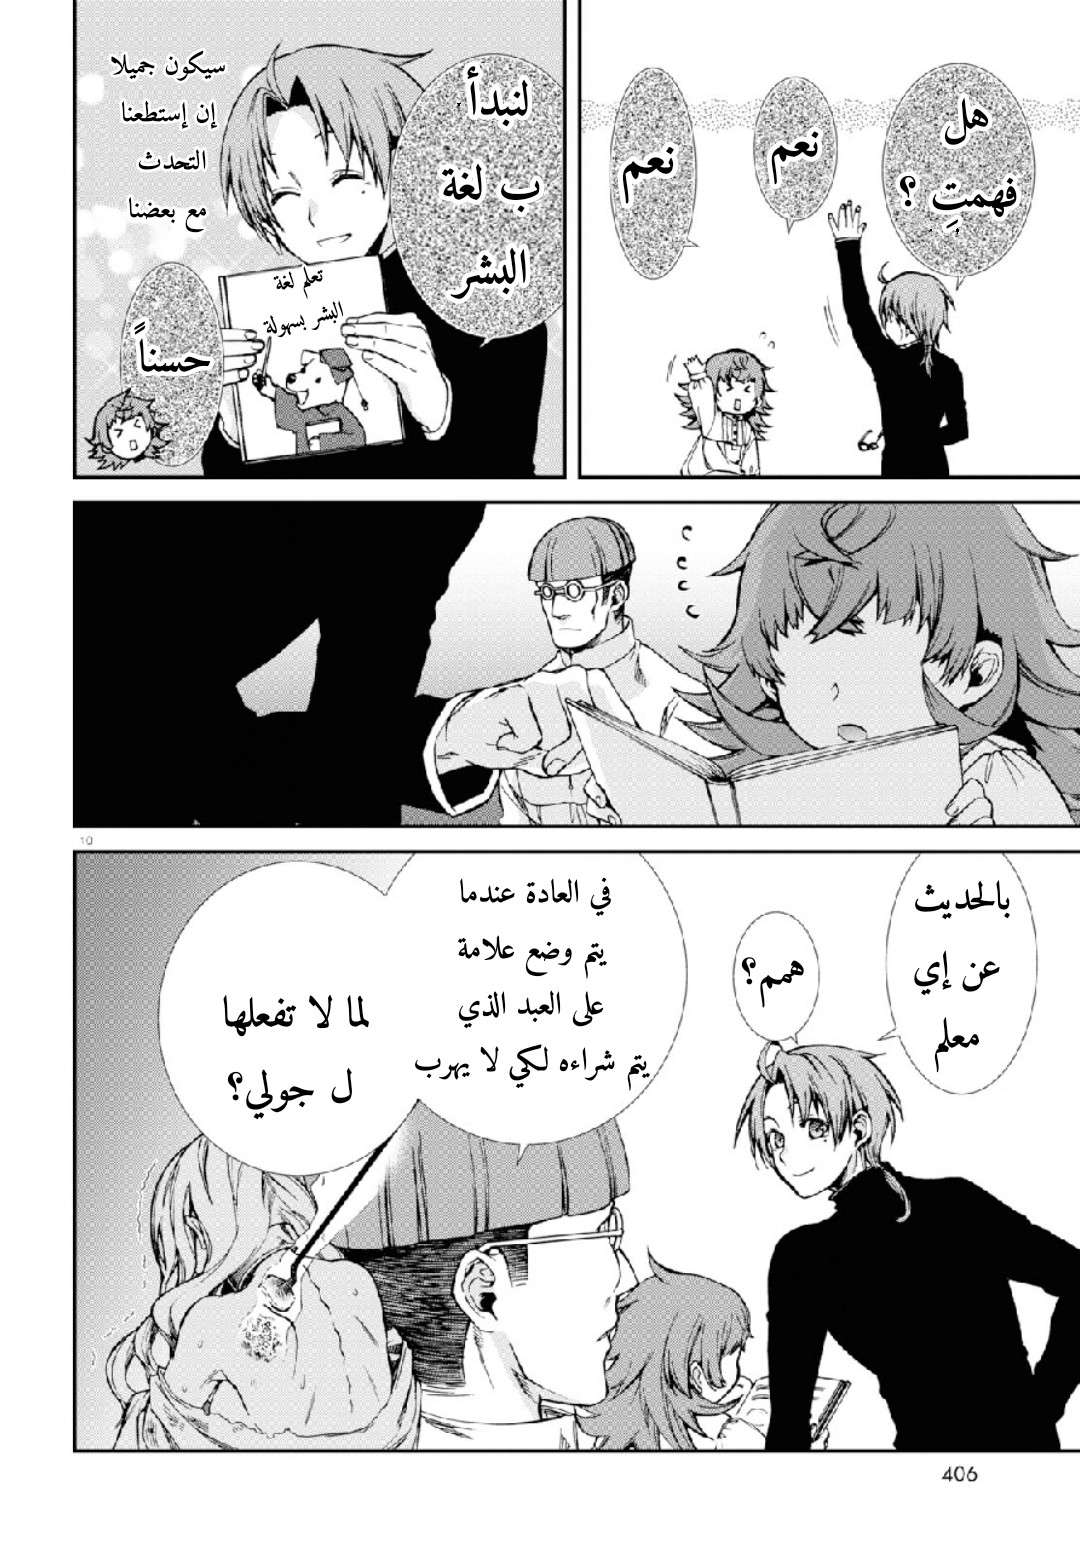 هل
فهمتِ ؟
نعم
نعم
لنبدأ
ب لغة
البشر
سيكون جميلا
إن إستطعنا
التحدث
مع بعضنا
تعلم لغة
البشر بسهولة
حسناً
10
بالحديث
عن إي
معلم
همم؟
في العادة عندما
يتم وضع علامة
على العبد الذي
يتم شراءه لكي لا يهرب
لما لا تفعلها
ل جولي؟
406